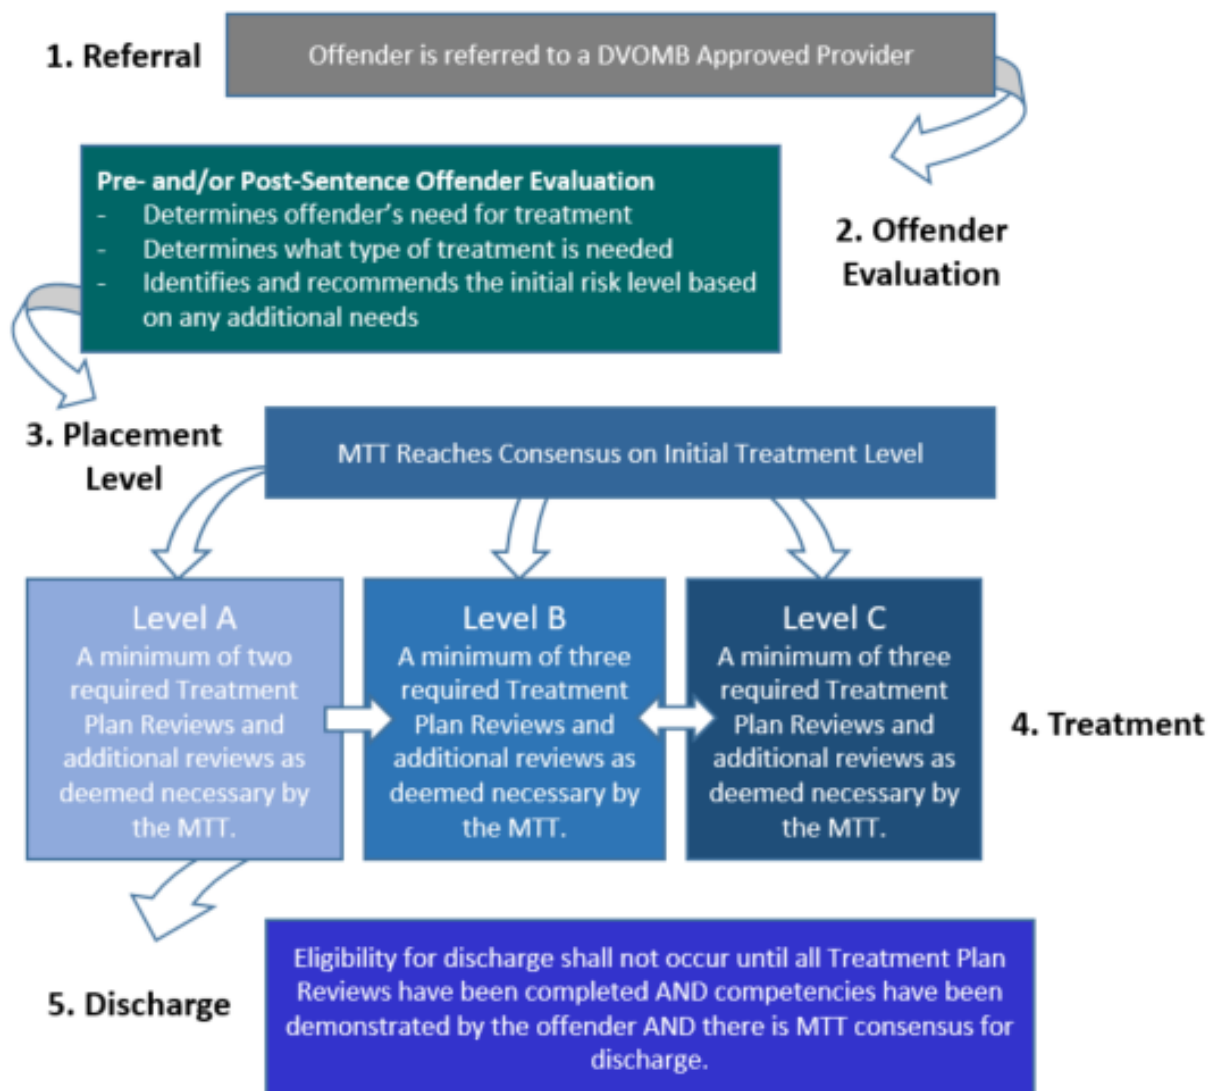 1. Referral
Offender is referred to a DVOMB Approved Provider
2. Offender
Evaluation
Pre- and/or Post-Sentence Offender Evaluation
- Determines offender's need for treatment
- Determines what type of treatment is needed
- Identifies and recommends the initial risk level based
on any additional needs
3. Placement
Level
MTT Reaches Consensus on Initial Treatment Level
Level A
A minimum of two
required Treatment
Plan Reviews and
additional reviews as
deemed necessary by
the MTT.
Level B
A minimum of three
required Treatment
Plan Reviews and
additional reviews as
deemed necessary by
the MTT.
Level C
A minimum of three
required Treatment
Plan Reviews and
additional reviews as
deemed necessary by
the MTT.
4. Treatment
5. Discharge
Eligibility for discharge shall not occur until all Treatment Plan
Reviews have been completed AND competencies have been
demonstrated by the offender AND there is MTT consensus for
discharge.